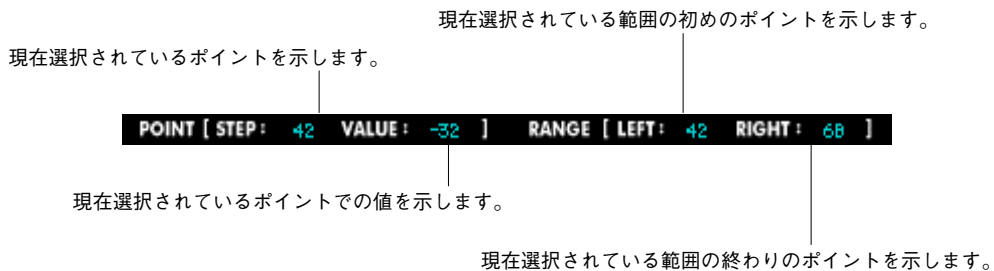 現在選択されている範囲の初めのポイントを示します。
現在選択されているポイントを示します。
POINT [ STEP: 42 VALUE: -32 ] RANGE [ LEFT: 42 RIGHT: 60 ]
現在選択されているポイントでの値を示します。
現在選択されている範囲の終わりのポイントを示します。